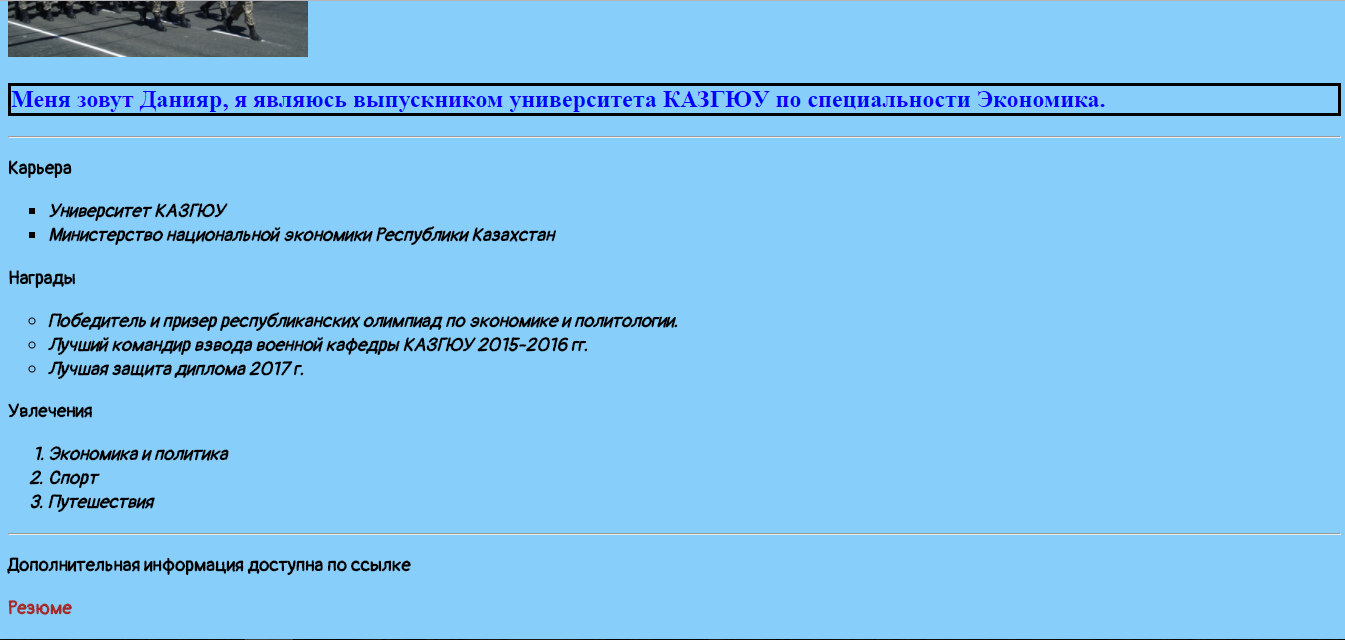 Меня зовут Данияр, я являюсь выпускником университета КАЗГЮУ по специальности Экономика.
Карьера
Университет КАЗГЮУ
Министерство национальной экономики Республики Казахстан
Награды
Победитель и призер республиканских олимпиад по экономике и политологии.
Лучший командир взвода военной кафедры КАЗГЮУ 2015-2016 гг.
Лучшая защита диплома 2017 г.
Увлечения
1. Экономика и политика
2. Спорт
3. Путешествия
Дополнительная информация доступна по ссылке
Резюме